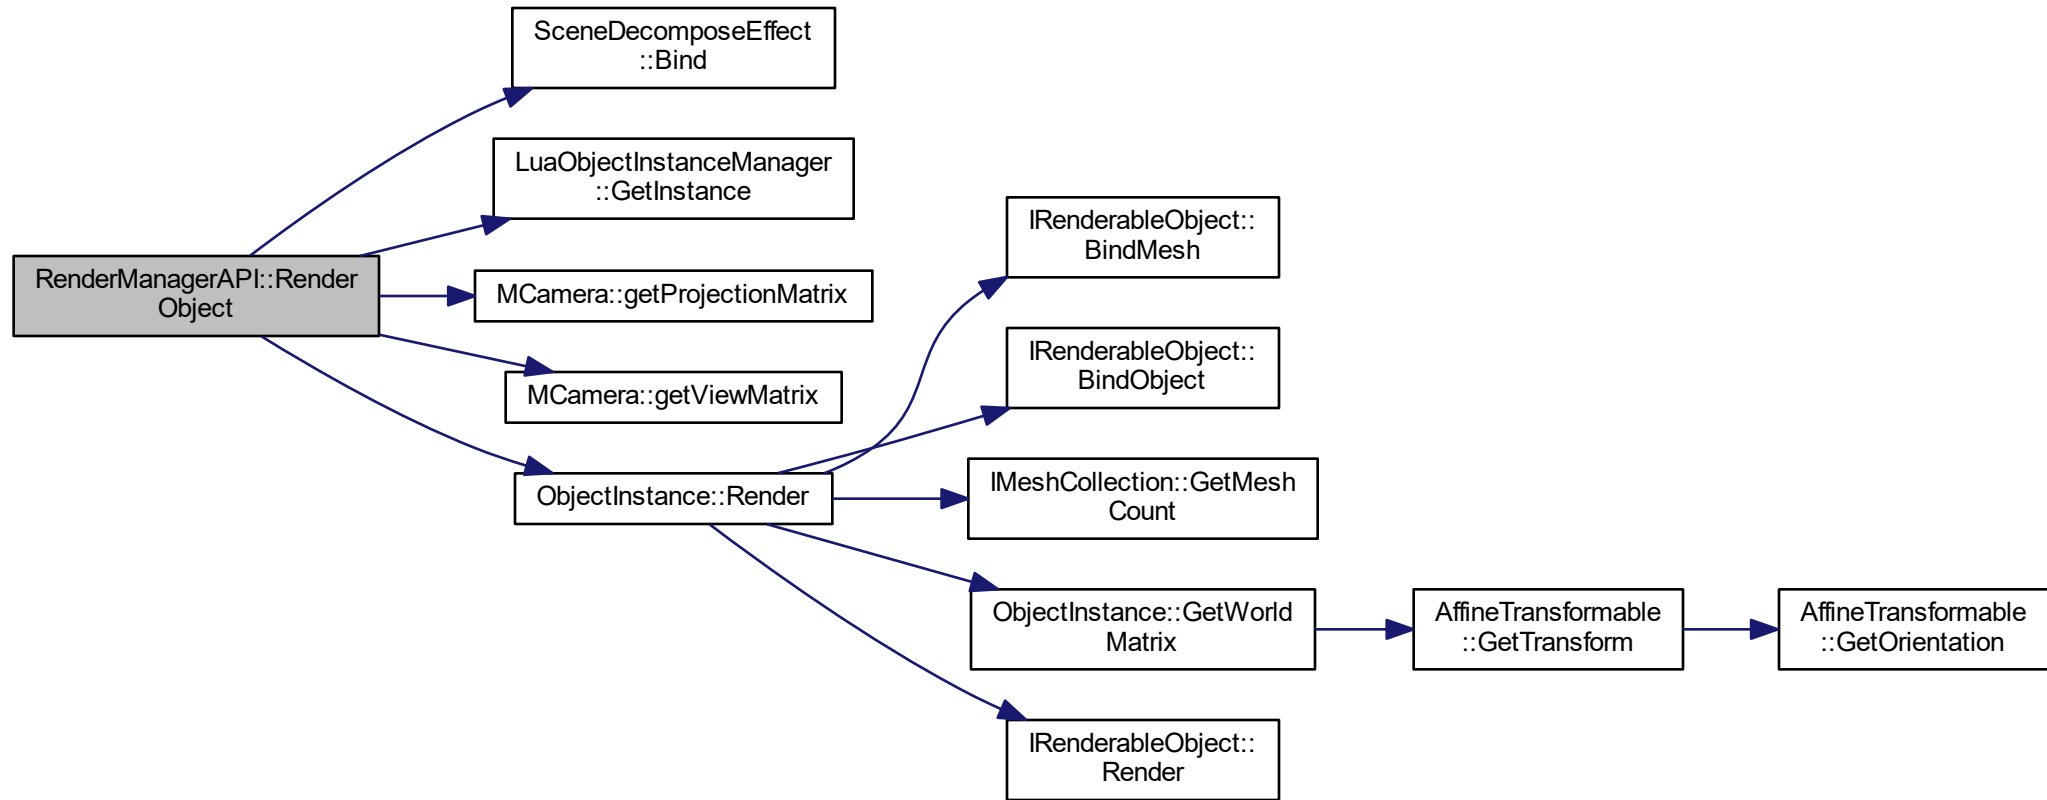 SceneDecomposeEffect
::Bind
LuaObjectInstanceManager
::GetInstance
RenderManagerAPI::Render
Object
MCamera::getProjectionMatrix
MCamera::getViewMatrix
ObjectInstance::Render
IRenderableObject::
BindMesh
IRenderableObject::
BindObject
IMeshCollection::GetMesh
Count
ObjectInstance::GetWorld
Matrix
AffineTransformable
::GetTransform
AffineTransformable
::GetOrientation
IRenderableObject::
Render